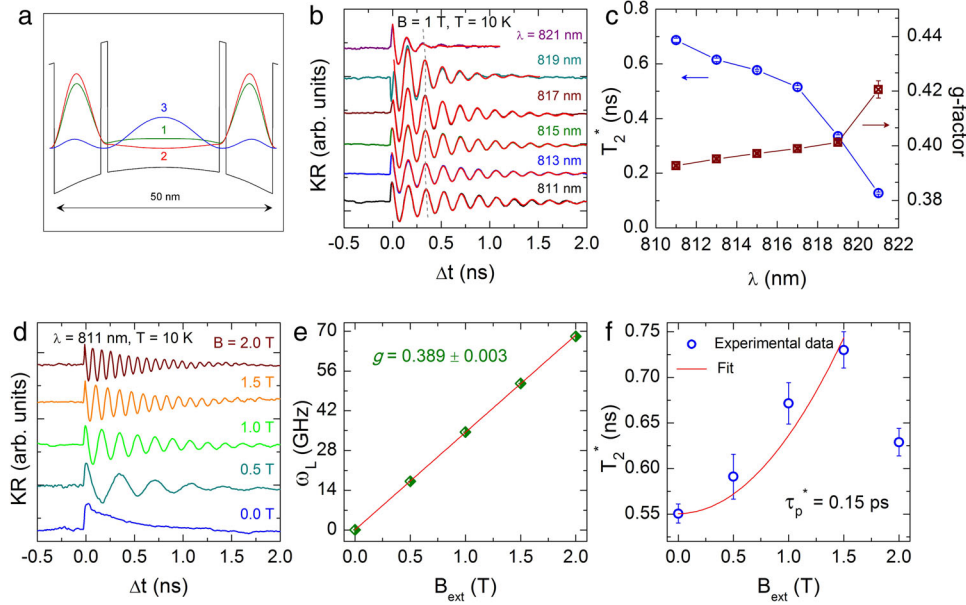 a
3
1
2
50 nm
b
B = 1 T, T = 10 K
λ = 821 nm
819 nm
817 nm
815 nm
813 nm
811 nm
KR (arb. units)
-0.5 0.0 0.5 1.0 1.5 2.0
Δt (ns)
c
0.8
0.6
0.4
0.2
0.0
T2* (ns)
0.44
0.42
0.40
0.38
g-factor
810 812 814 816 818 820 822
λ (nm)
d
λ = 811 nm, T = 10 K
B = 2.0 T
1.5 T
1.0 T
0.5 T
0.0 T
KR (arb. units)
-0.5 0.0 0.5 1.0 1.5 2.0
Δt (ns)
e
g = 0.389 ± 0.003
70
56
42
28
14
0
ωL (GHz)
0.0 0.5 1.0 1.5 2.0
Bext (T)
f
Experimental data
Fit
τp* = 0.15 ps
0.75
0.70
0.65
0.60
0.55
T2* (ns)
0.0 0.5 1.0 1.5 2.0
Bext (T)